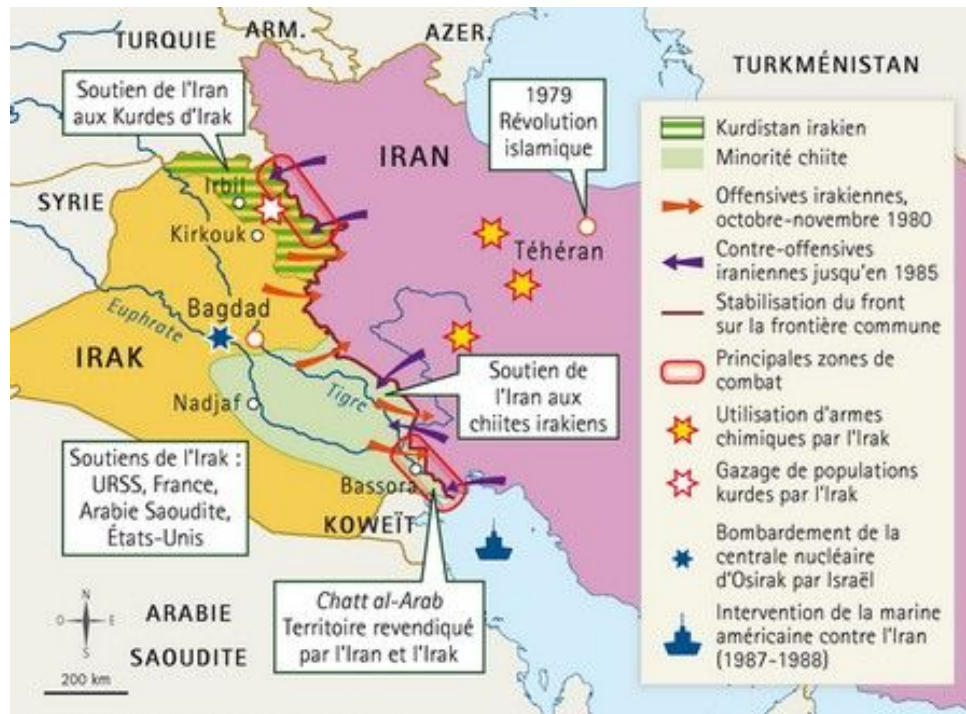 TURQUIE
ARM.
AZER.
TURKMÉNISTAN
Soutien de l'Iran
aux Kurdes d'Irak
1979
Révolution
islamique
IRAN
SYRIE
Irbil
Kirkouk
Téhéran
Bagdad
Euphrate
IRAK
Nadjaf
Tigre
Soutien de
l'Iran aux
chiites irakiens
Soutiens de l'Irak :
URSS, France,
Arabie Saoudite,
États-Unis
Bassora
KOWEÏT
Chatt al-Arab
Territoire revendiqué
par l'Iran et l'Irak
ARABIE
SAOUDITE
N
O
E
S
200 km
Kurdistan irakien
Minorité chiite
Offensives irakiennes,
octobre-novembre 1980
Contre-offensives
iraniennes jusqu'en 1985
Stabilisation du front
sur la frontière commune
Principales zones de
combat
Utilisation d'armes
chimiques par l'Irak
Gazage de populations
kurdes par l'Irak
Bombardement de la
centrale nucléaire
d'Osirak par Israël
Intervention de la marine
américaine contre l'Iran
(1987-1988)